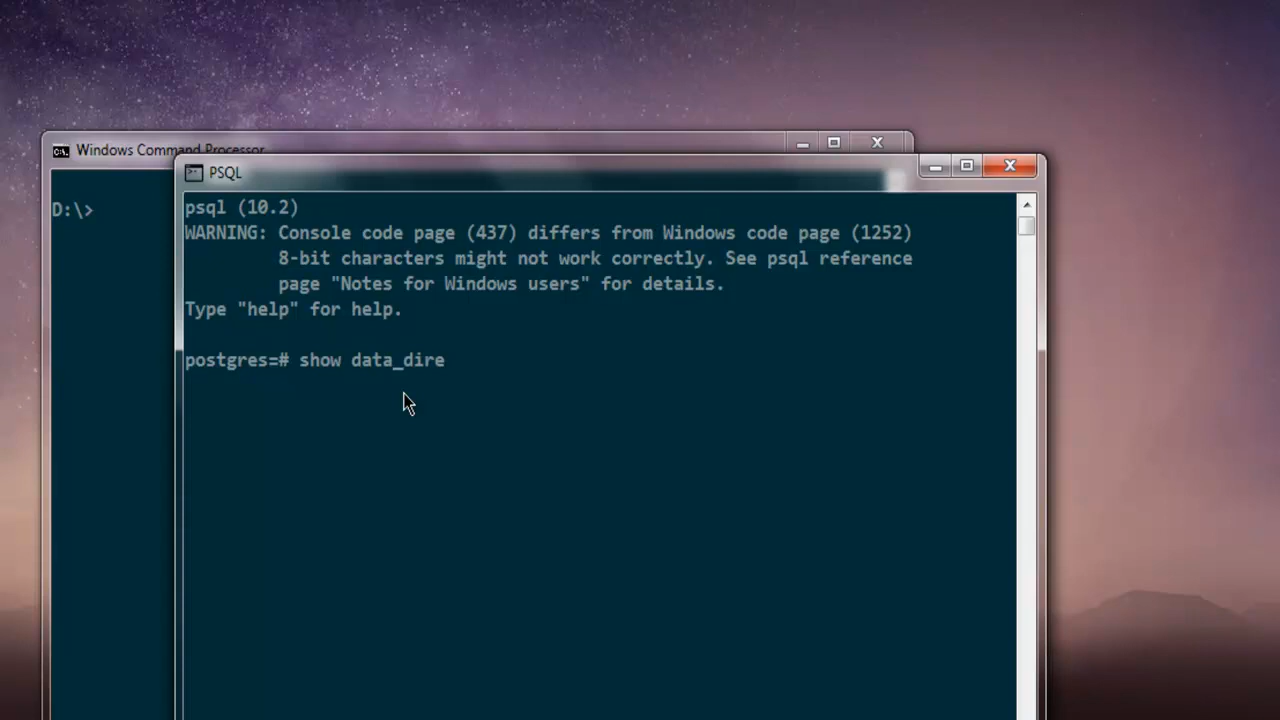 Windows Command Processor
PSQL
D:\>
psql (10.2)
WARNING: Console code page (437) differs from Windows code page (1252)
8-bit characters might not work correctly. See psql reference
page "Notes for Windows users" for details.
Type "help" for help.
postgres=# show data_dire